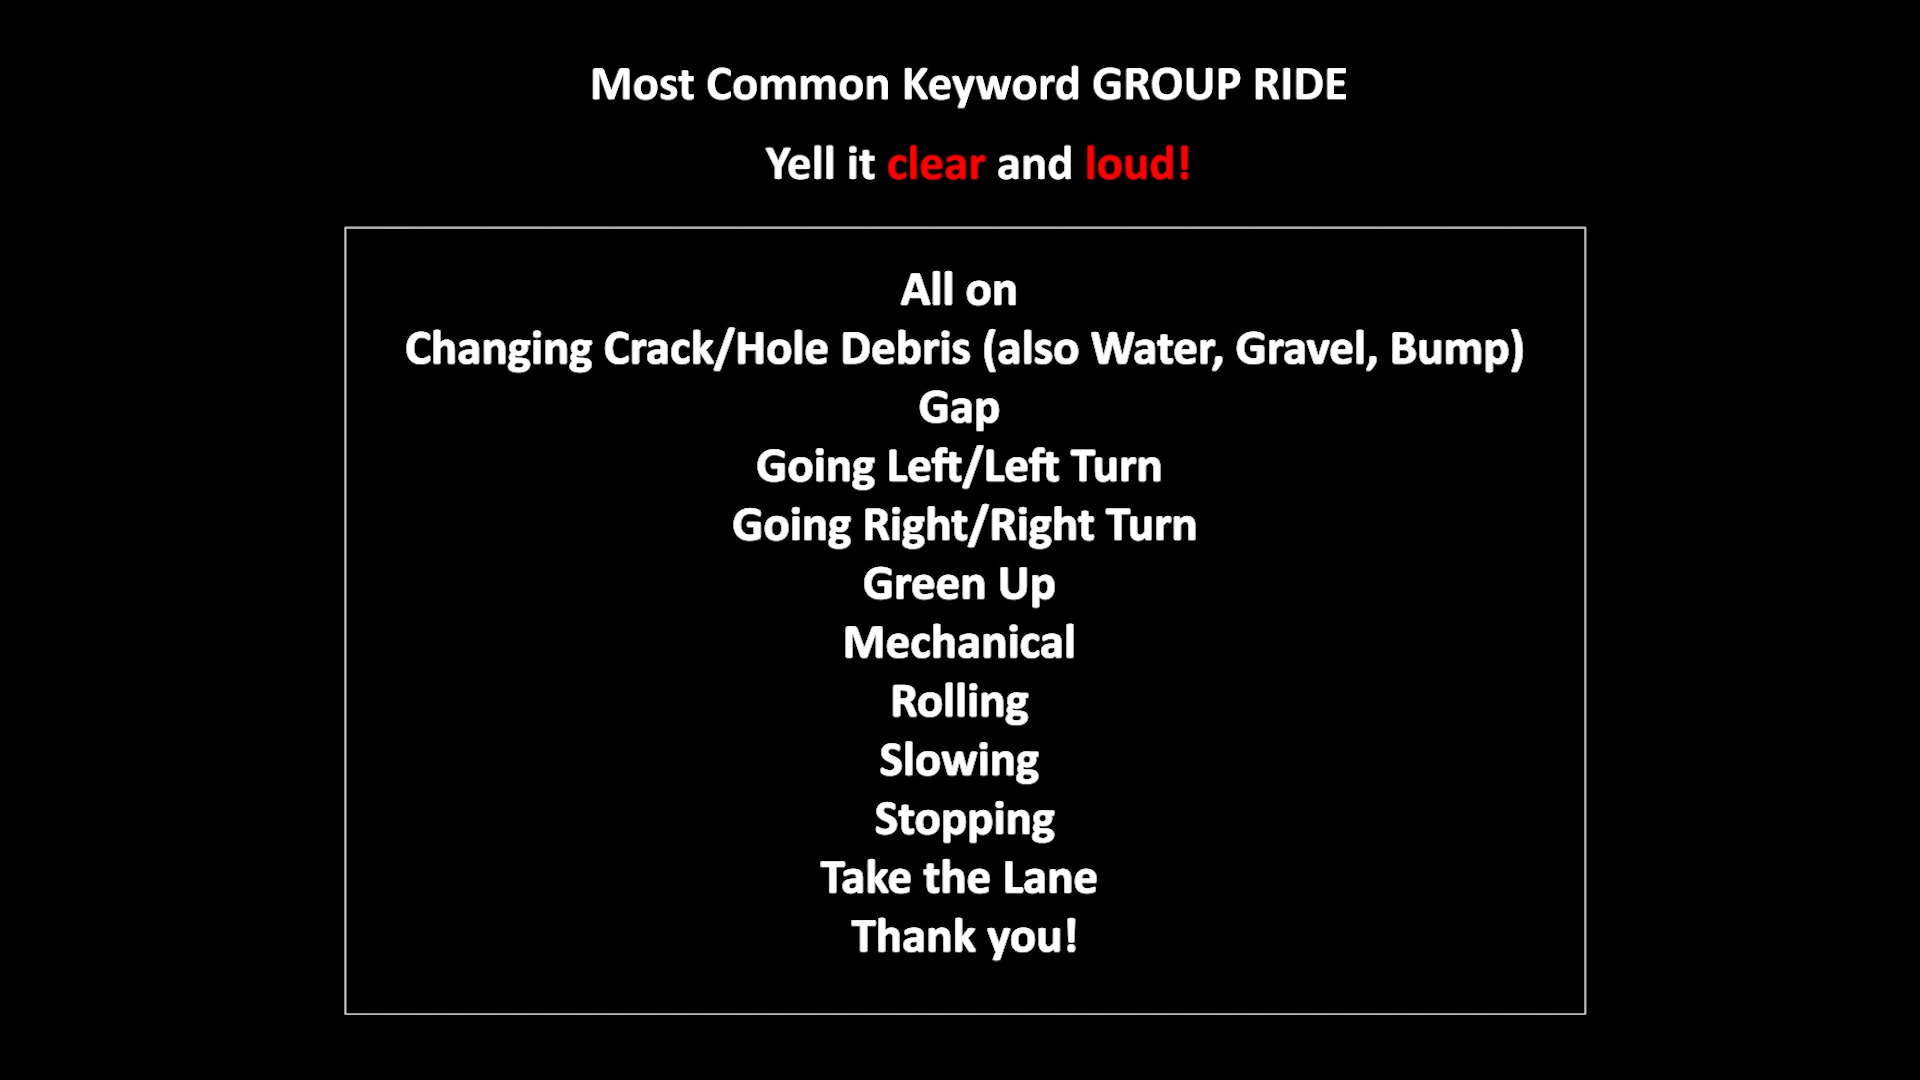 Most Common Keyword GROUP RIDE
Yell it clear and loud!
All on
Changing Crack/Hole Debris (also Water, Gravel, Bump)
Gap
Going Left/Left Turn
Going Right/Right Turn
Green Up
Mechanical
Rolling
Slowing
Stopping
Take the Lane
Thank you!